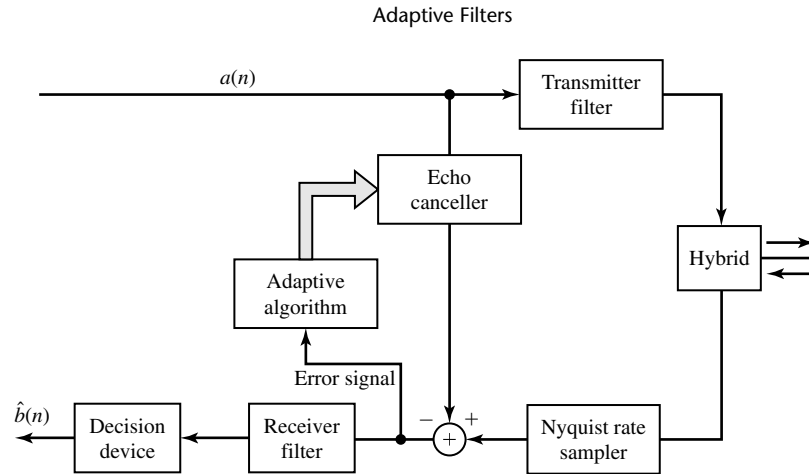 Adaptive Filters
a(n)
Transmitter
filter
Echo
canceller
Hybrid
Adaptive
algorithm
Error signal
b̂(n)
Decision
device
Receiver
filter
−
+
+
Nyquist rate
sampler